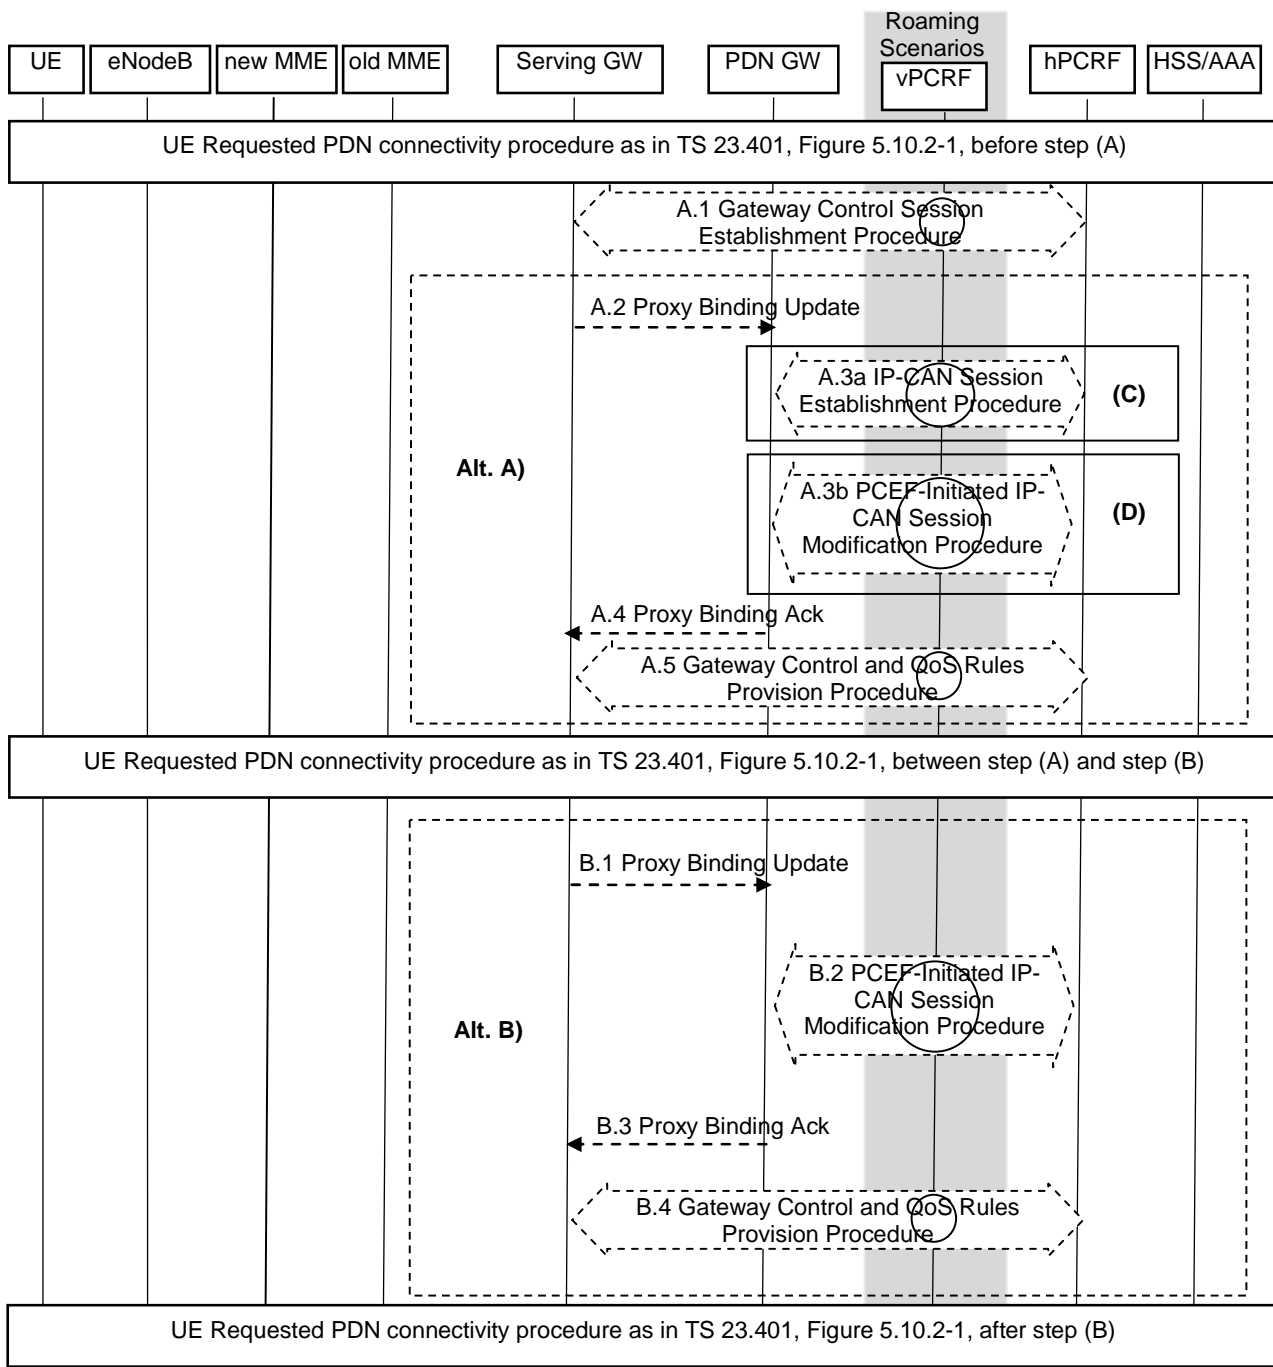 Roaming
Scenarios
UE
eNodeB
new MME
old MME
Serving GW
PDN GW
vPCRF
hPCRF
HSS/AAA
UE Requested PDN connectivity procedure as in TS 23.401, Figure 5.10.2-1, before step (A)
A.1 Gateway Control Session
Establishment Procedure
A.2 Proxy Binding Update
A.3a IP-CAN Session
Establishment Procedure
(C)
Alt. A)
A.3b PCEF-Initiated IP-
CAN Session
Modification Procedure
(D)
A.4 Proxy Binding Ack
A.5 Gateway Control and QoS Rules
Provision Procedure
UE Requested PDN connectivity procedure as in TS 23.401, Figure 5.10.2-1, between step (A) and step (B)
B.1 Proxy Binding Update
B.2 PCEF-Initiated IP-
CAN Session
Modification Procedure
Alt. B)
B.3 Proxy Binding Ack
B.4 Gateway Control and QoS Rules
Provision Procedure
UE Requested PDN connectivity procedure as in TS 23.401, Figure 5.10.2-1, after step (B)